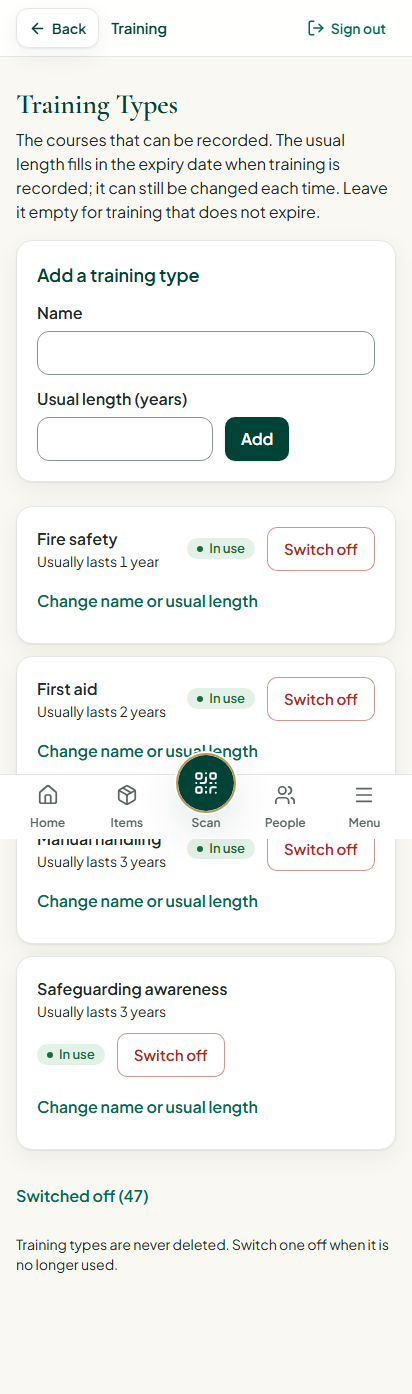 Back
Training
Sign out
Training Types
The courses that can be recorded. The usual
length fills in the expiry date when training is
recorded; it can still be changed each time. Leave
it empty for training that does not expire.
Add a training type
Name
Usual length (years)
Add
Fire safety
Usually lasts 1 year
In use
Switch off
Change name or usual length
First aid
Usually lasts 2 years
In use
Switch off
Change name or usual length
Home
Items
Scan
People
Menu
Manual handling
Usually lasts 3 years
In use
Switch off
Change name or usual length
Safeguarding awareness
Usually lasts 3 years
In use
Switch off
Change name or usual length
Switched off (47)
Training types are never deleted. Switch one off when it is
no longer used.